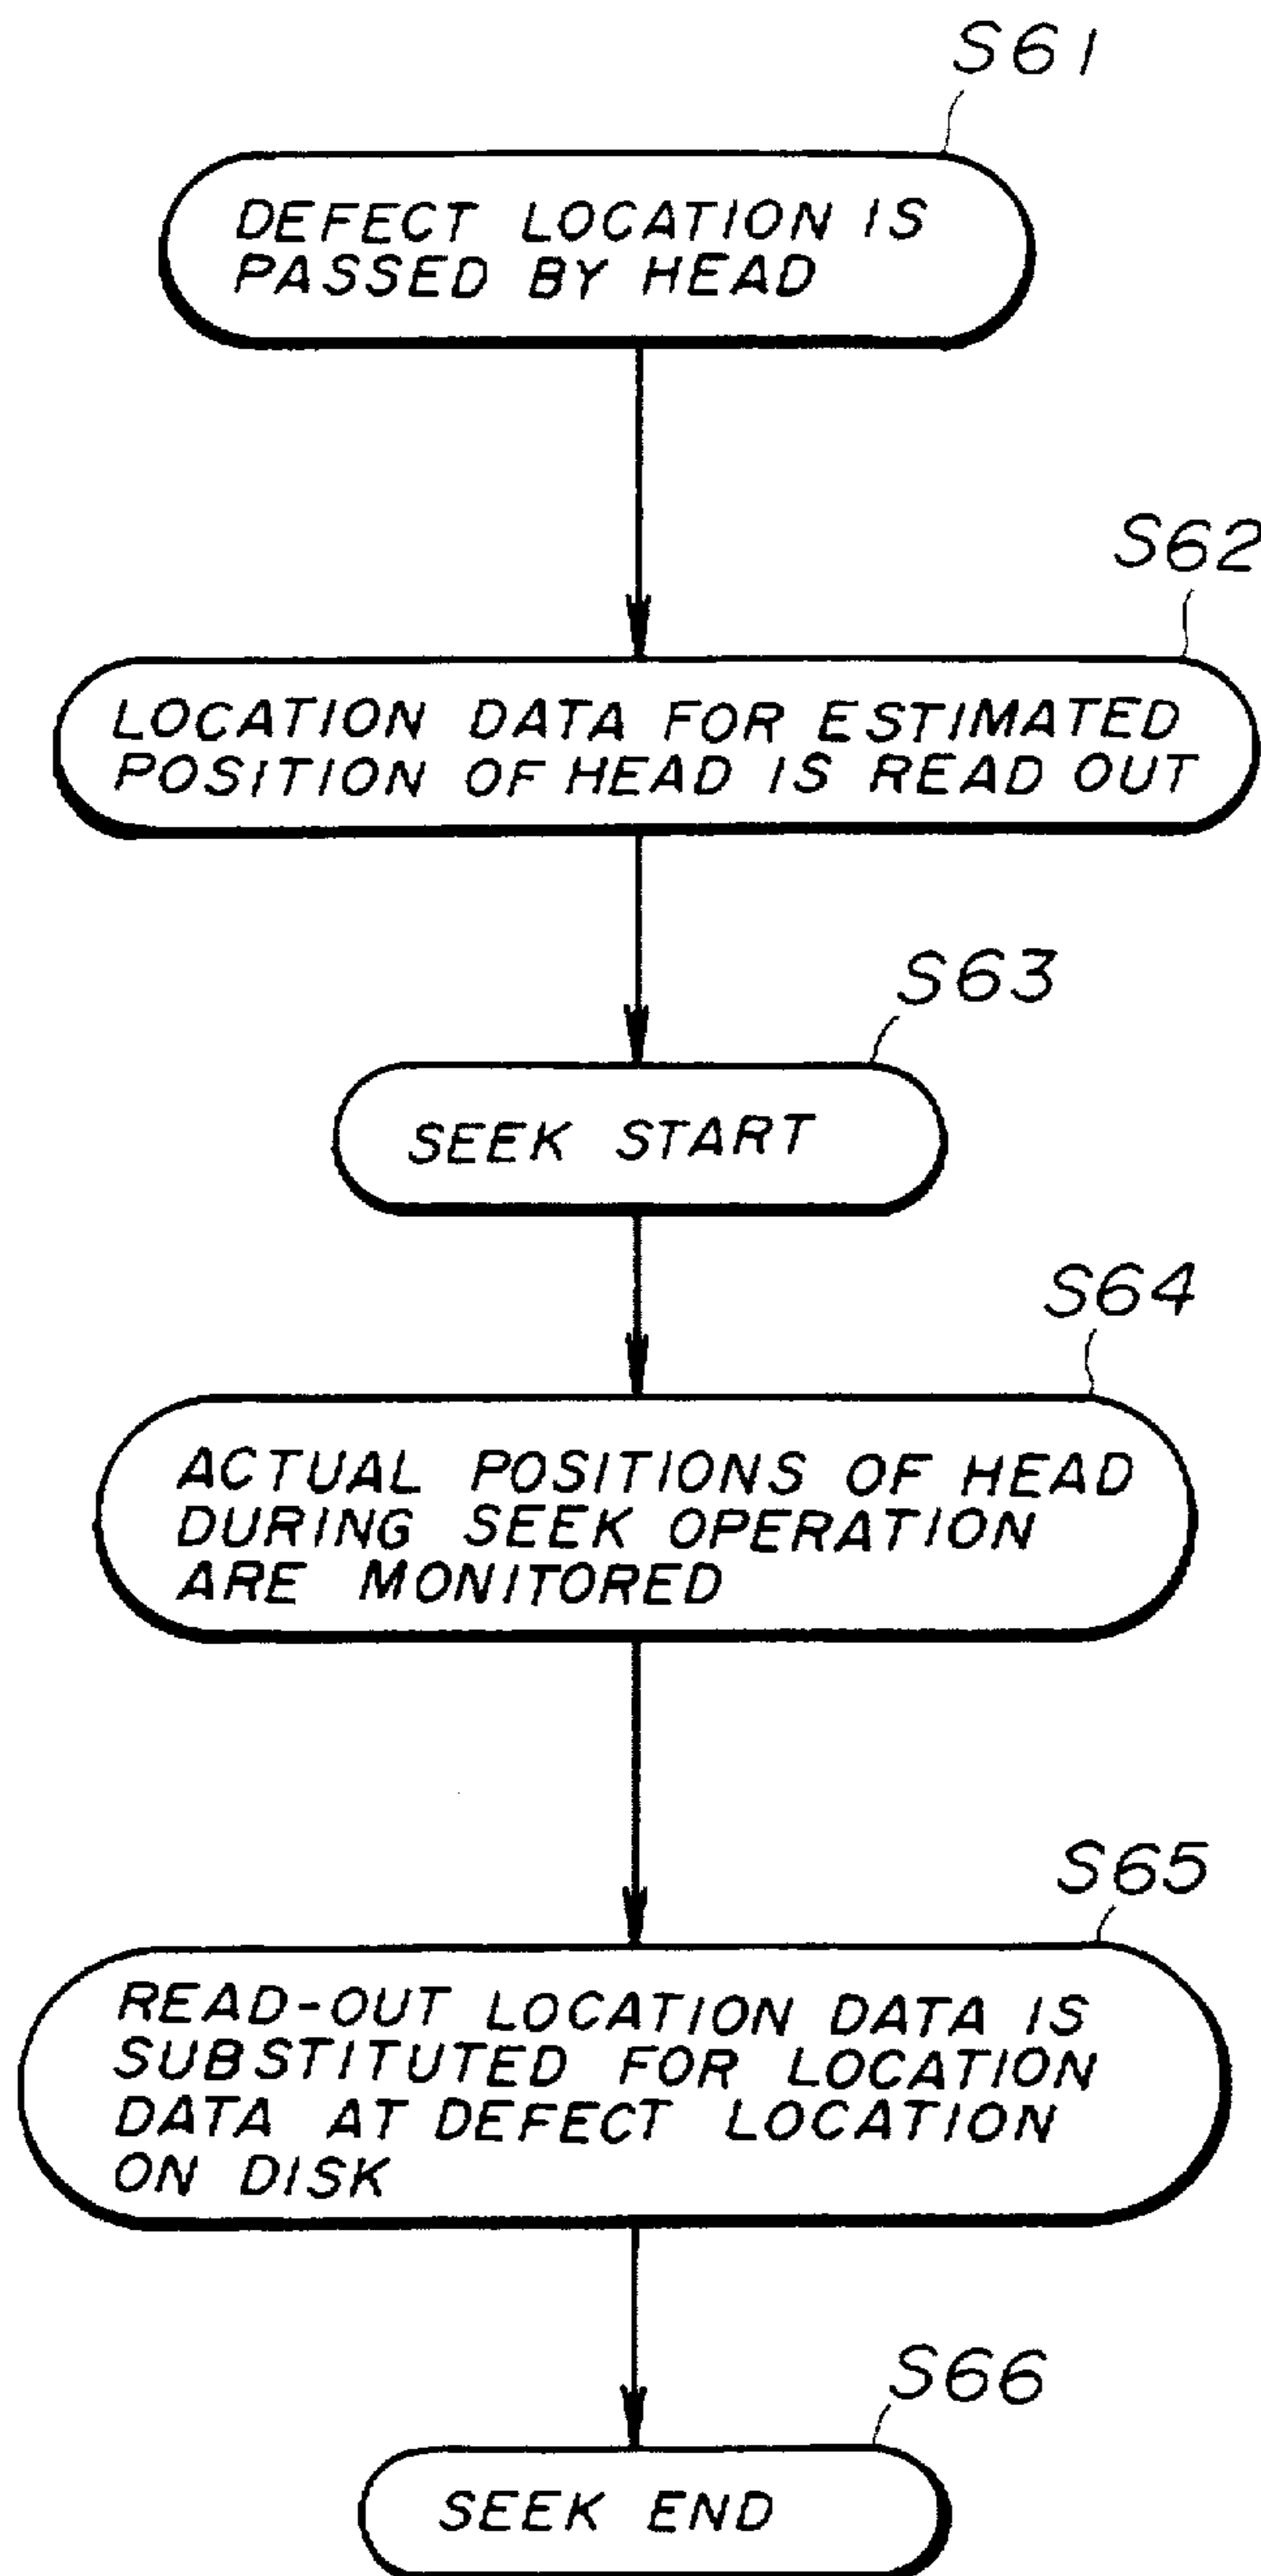 S61
DEFECT LOCATION IS
PASSED BY HEAD
S62
LOCATION DATA FOR ESTIMATED
POSITION OF HEAD IS READ OUT
S63
SEEK START
S64
ACTUAL POSITIONS OF HEAD
DURING SEEK OPERATION
ARE MONITORED
S65
READ-OUT LOCATION DATA IS
SUBSTITUTED FOR LOCATION
DATA AT DEFECT LOCATION
ON DISK
S66
SEEK END